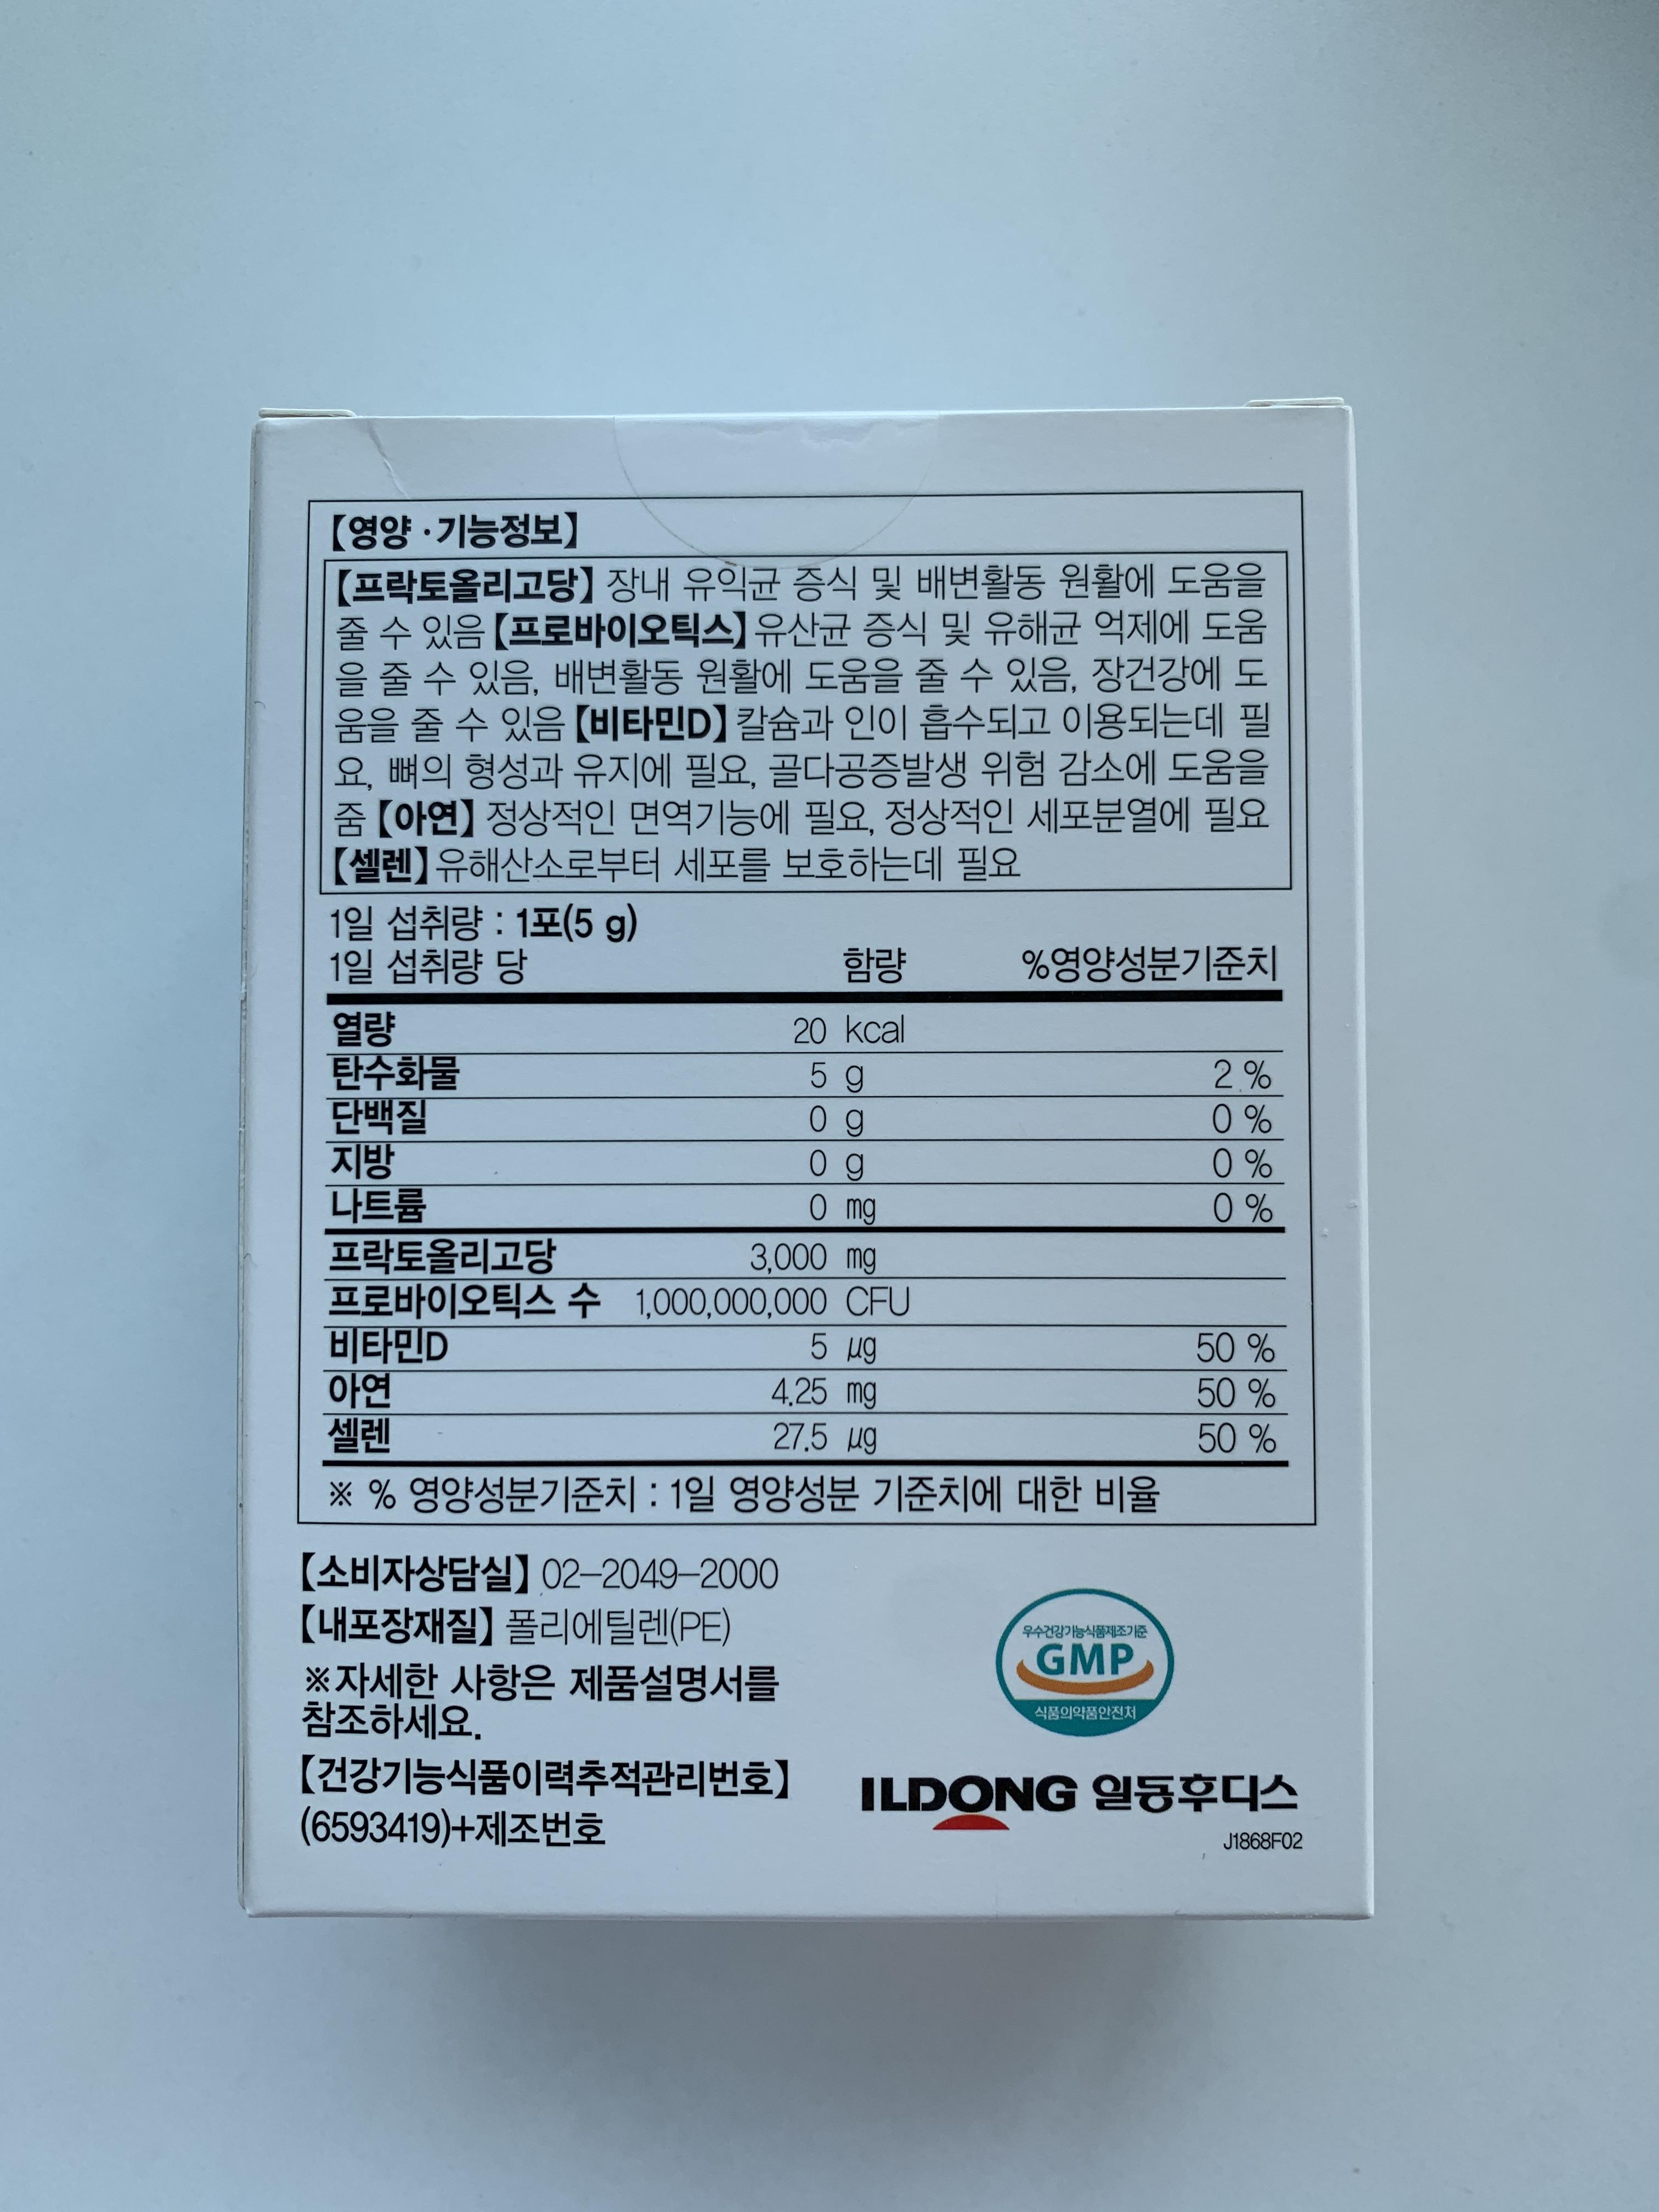 【영양·기능정보】
【프락토올리고당】 장내 유익균 증식 및 배변활동 원활에 도움을
줄 수 있음【프로바이오틱스】유산균 증식 및 유해균 억제에 도움
을 줄 수 있음, 배변활동 원활에 도움을 줄 수 있음, 장건강에 도
움을 줄 수 있음【비타민D】칼슘과 인이 흡수되고 이용되는데 필
요, 뼈의 형성과 유지에 필요, 골다공증발생 위험 감소에 도움을
줌【아연】 정상적인 면역기능에 필요, 정상적인 세포분열에 필요
【셀렌】유해산소로부터 세포를 보호하는데 필요
1일 섭취량 : 1포(5 g)
1일 섭취량 당 함량 %영양성분기준치
열량 20 kcal
탄수화물 5 g 2 %
단백질 0 g 0 %
지방 0 g 0 %
나트륨 0 mg 0 %
프락토올리고당 3,000 mg
프로바이오틱스 수 1,000,000,000 CFU
비타민D 5 μg 50 %
아연 4.25 mg 50 %
셀렌 27.5 μg 50 %
※ % 영양성분기준치 : 1일 영양성분 기준치에 대한 비율
【소비자상담실】 02-2049-2000
【내포장재질】 폴리에틸렌(PE)
※자세한 사항은 제품설명서를
참조하세요.
【건강기능식품이력추적관리번호】
(6593419)+제조번호
우수건강기능식품제조기준
GMP
식품의약품안전처
ILDONG 일동후디스
J1868F02